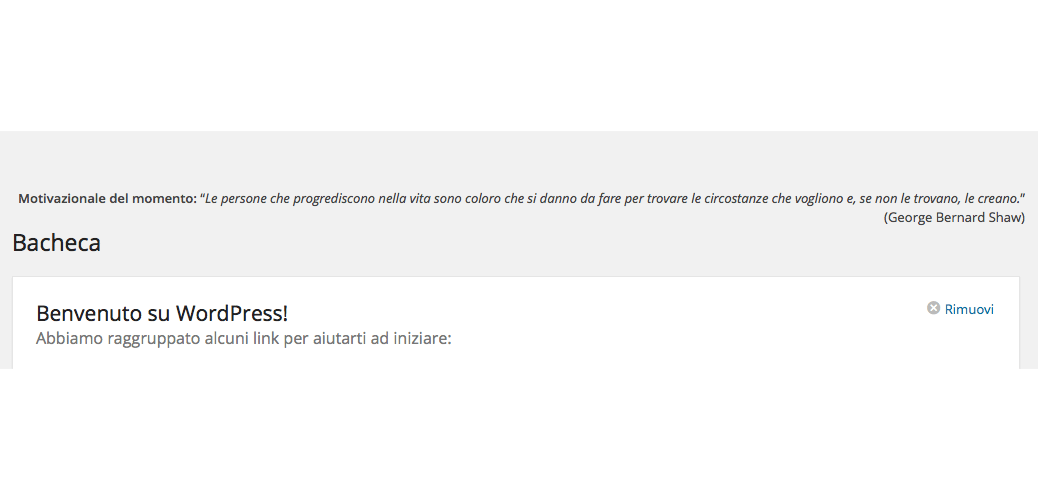 Motivazionale del momento: “Le persone che progrediscono nella vita sono coloro che si danno da fare per trovare le circostanze che vogliono e, se non le trovano, le creano.”
(George Bernard Shaw)
Bacheca
Benvenuto su WordPress!
Rimuovi
Abbiamo raggruppato alcuni link per aiutarti ad iniziare: